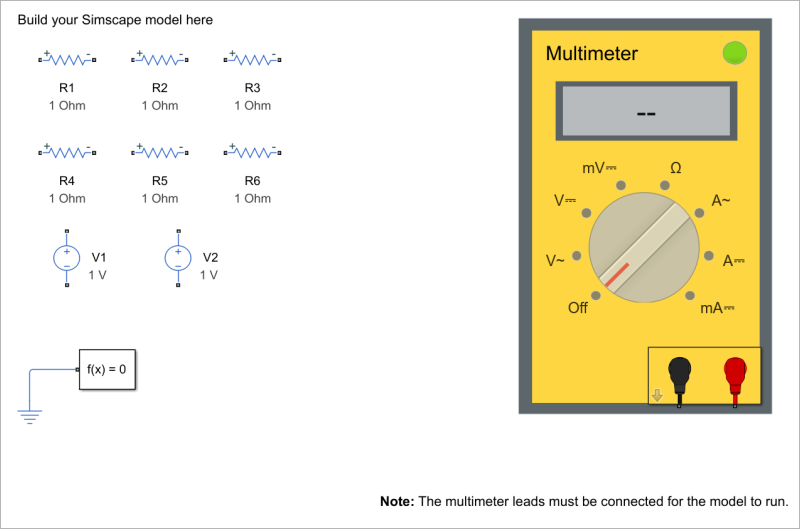 Build your Simscape model here
+ - + - + -
R1 R2 R3
1 Ohm 1 Ohm 1 Ohm
+ - + - + -
R4 R5 R6
1 Ohm 1 Ohm 1 Ohm
+ − V1 + − V2
1 V 1 V
f(x) = 0
Multimeter
--
mV⎓ Ω
V⎓ A~
V~ A⎓
Off mA⎓
Note: The multimeter leads must be connected for the model to run.